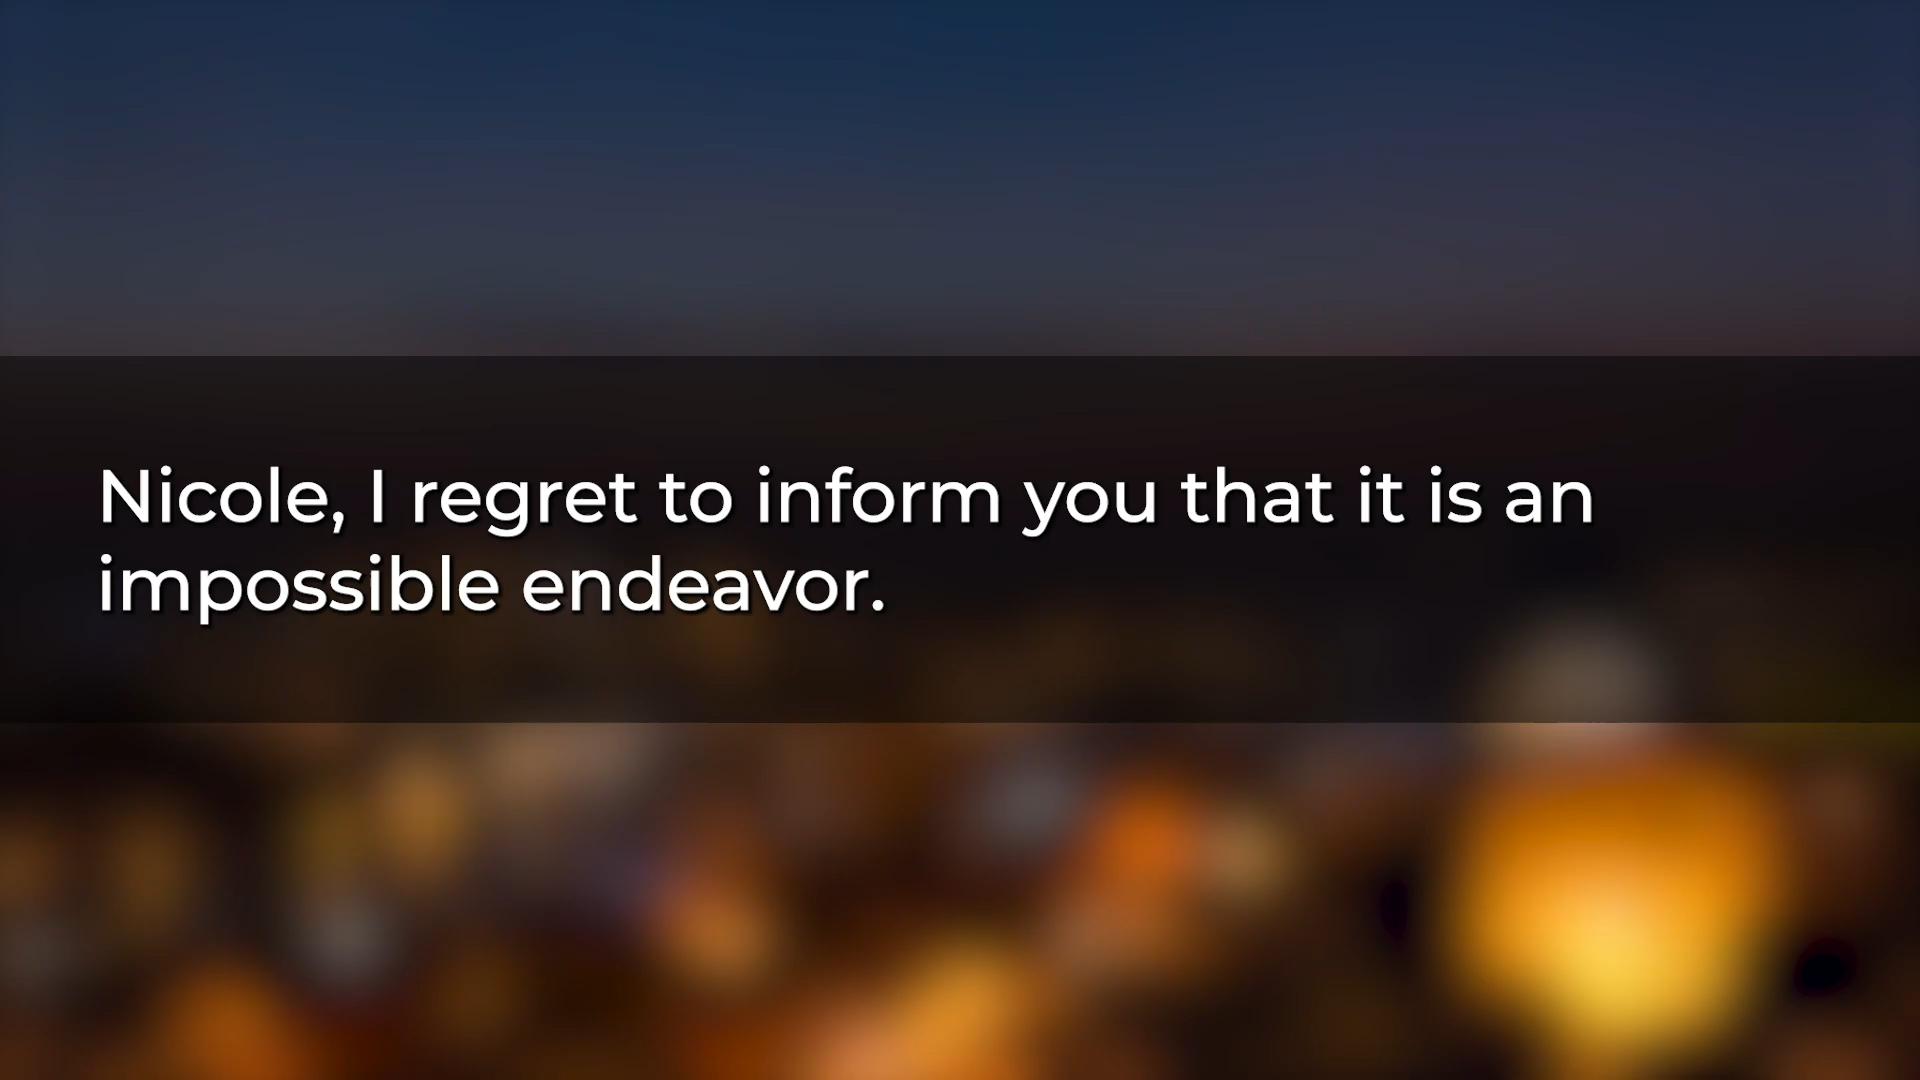 Nicole, I regret to inform you that it is an
impossible endeavor.